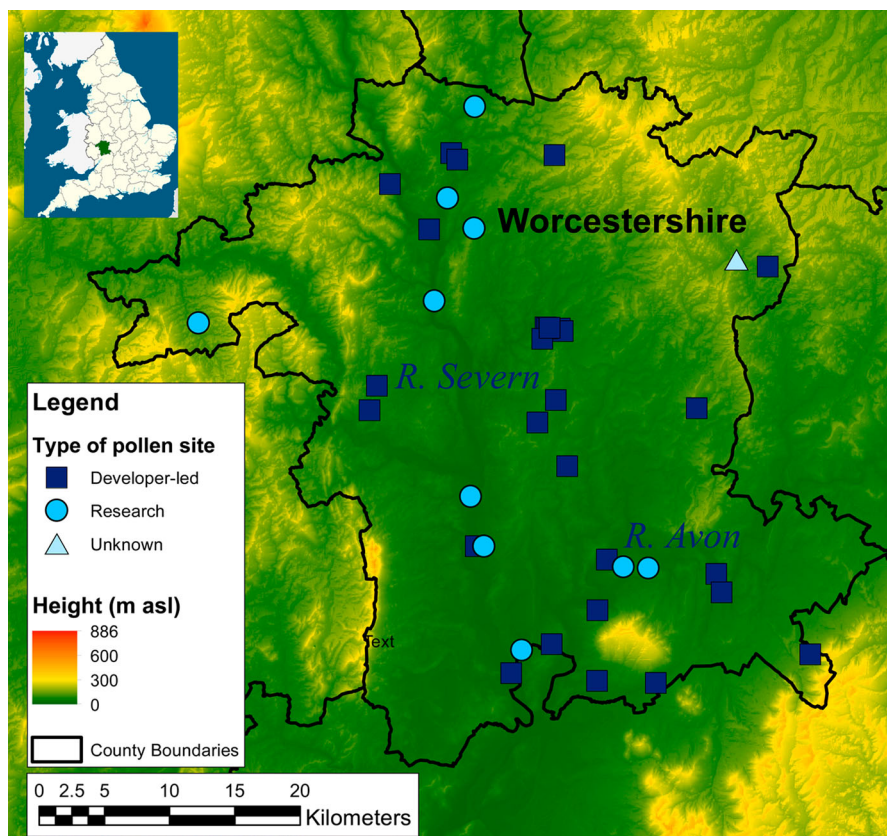 Worcestershire
R. Severn
R. Avon
Text
Legend
Type of pollen site
Developer-led
Research
Unknown
Height (m asl)
886
600
300
0
County Boundaries
0 2.5 5 10 15 20
Kilometers